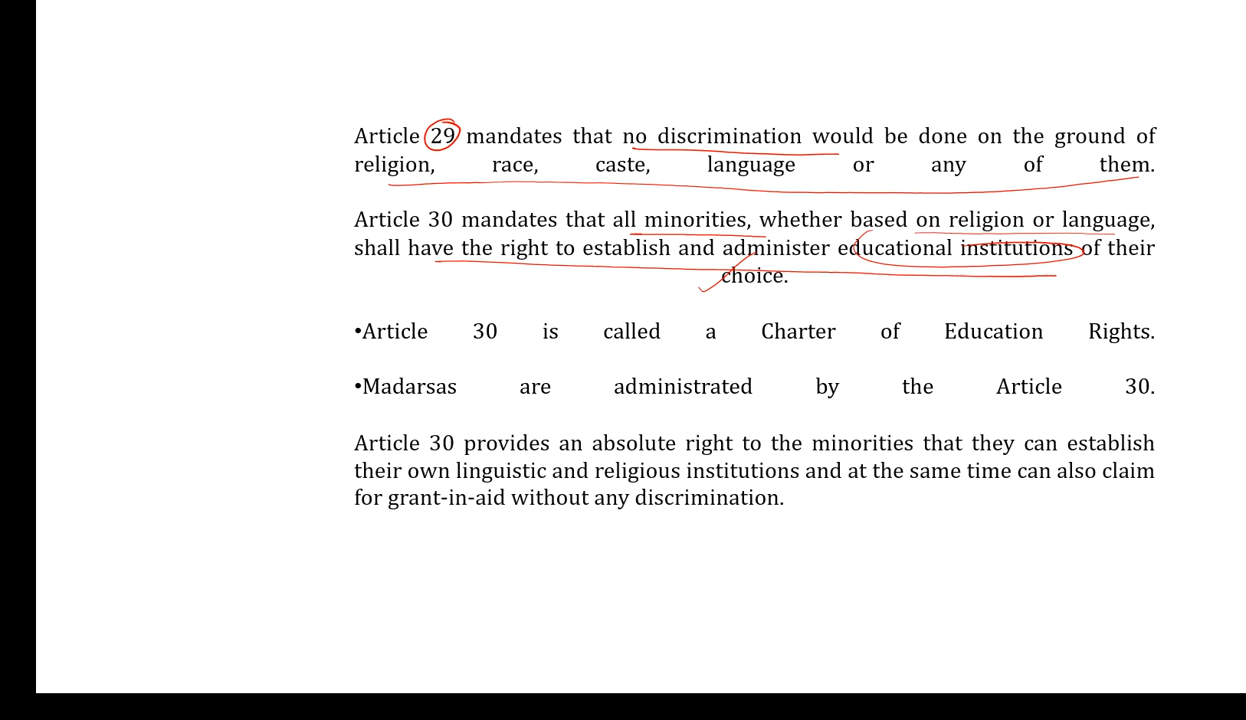 Article 29 mandates that no discrimination would be done on the ground of
religion, race, caste, language or any of them.
Article 30 mandates that all minorities, whether based on religion or language,
shall have the right to establish and administer educational institutions of their
choice.
•Article 30 is called a Charter of Education Rights.
•Madarsas are administrated by the Article 30.
Article 30 provides an absolute right to the minorities that they can establish
their own linguistic and religious institutions and at the same time can also claim
for grant-in-aid without any discrimination.